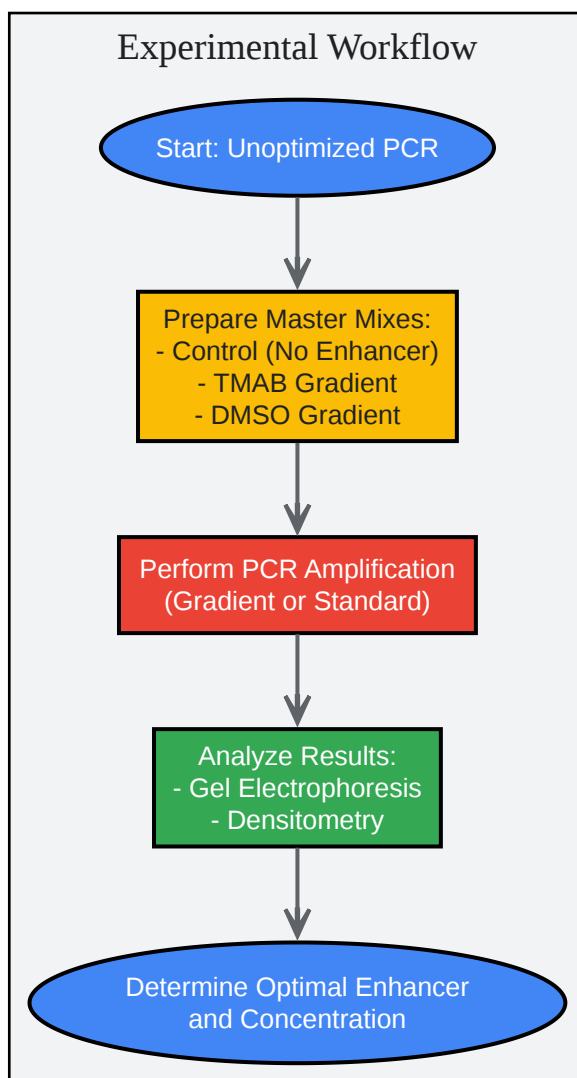 Experimental Workflow
Start: Unoptimized PCR
Prepare Master Mixes:
- Control (No Enhancer)
- TMAB Gradient
- DMSO Gradient
Perform PCR Amplification
(Gradient or Standard)
Analyze Results:
- Gel Electrophoresis
- Densitometry
Determine Optimal Enhancer
and Concentration